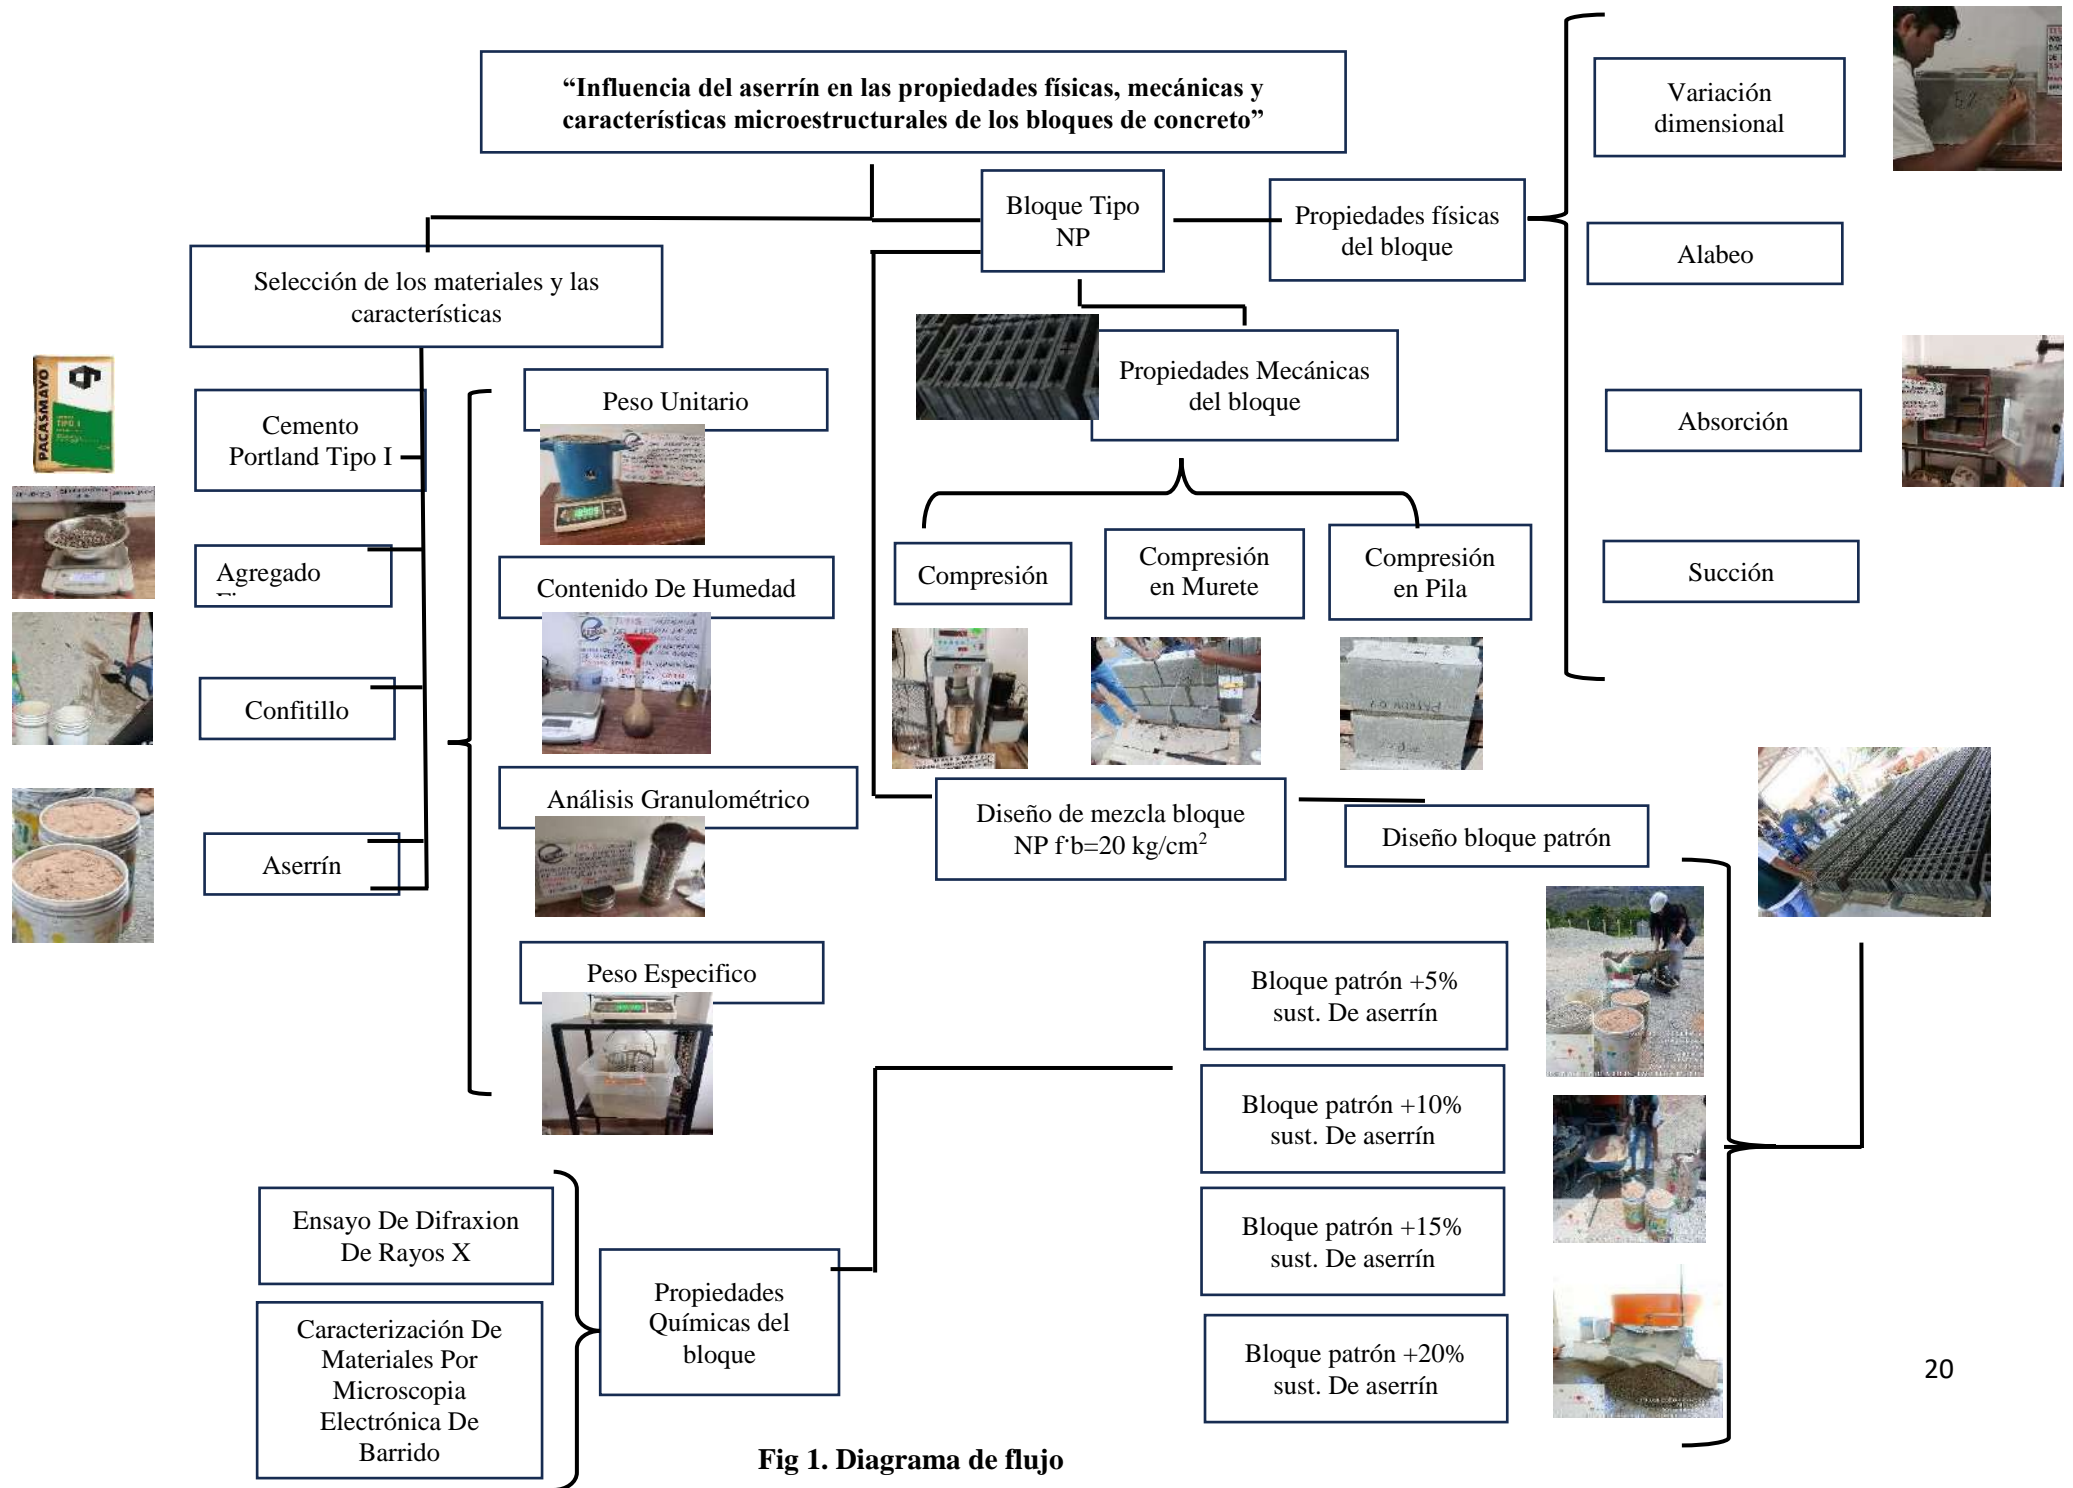 “Influencia del aserrín en las propiedades físicas, mecánicas y
características microestructurales de los bloques de concreto”
Bloque Tipo
NP
Propiedades físicas
del bloque
Variación
dimensional
Alabeo
Absorción
Succión
Selección de los materiales y las
características
PACASMAYO
TIPO I
Cemento
Portland Tipo I
Agregado
Confitillo
Aserrín
Peso Unitario
Contenido De Humedad
Análisis Granulométrico
Peso Especifico
Propiedades Mecánicas
del bloque
Compresión
Compresión
en Murete
Compresión
en Pila
Diseño de mezcla bloque
NP f´b=20 kg/cm²
Diseño bloque patrón
Bloque patrón +5%
sust. De aserrín
Bloque patrón +10%
sust. De aserrín
Bloque patrón +15%
sust. De aserrín
Bloque patrón +20%
sust. De aserrín
Ensayo De Difraxion
De Rayos X
Caracterización De
Materiales Por
Microscopia
Electrónica De
Barrido
Propiedades
Químicas del
bloque
20
Fig 1. Diagrama de flujo